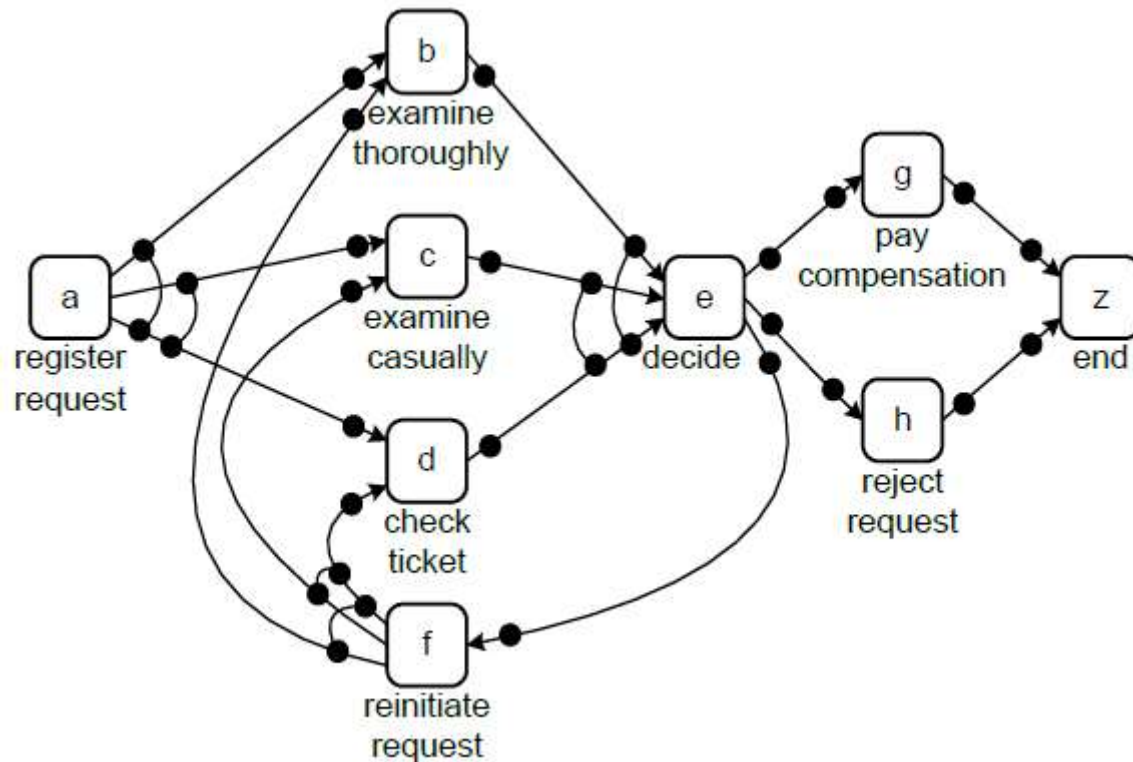 b
examine
thoroughly
g
pay
compensation
c
examine
casually
a
register
request
e
decide
z
end
h
reject
request
d
check
ticket
f
reinitiate
request